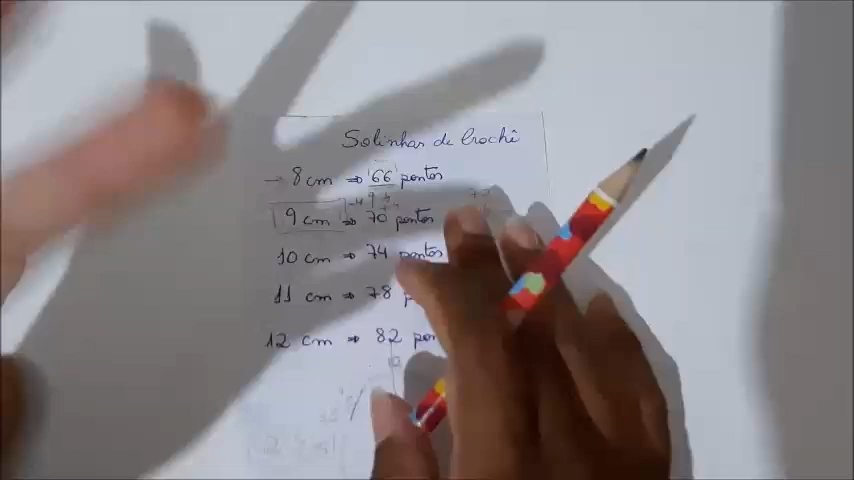 Solinhas de Crochê
→ 8 cm ⇒ 66 pontos
9 cm ⇒ 70 pontos
10 cm ⇒ 74 pontos
11 cm ⇒ 78 p
12 cm ⇒ 82 pon